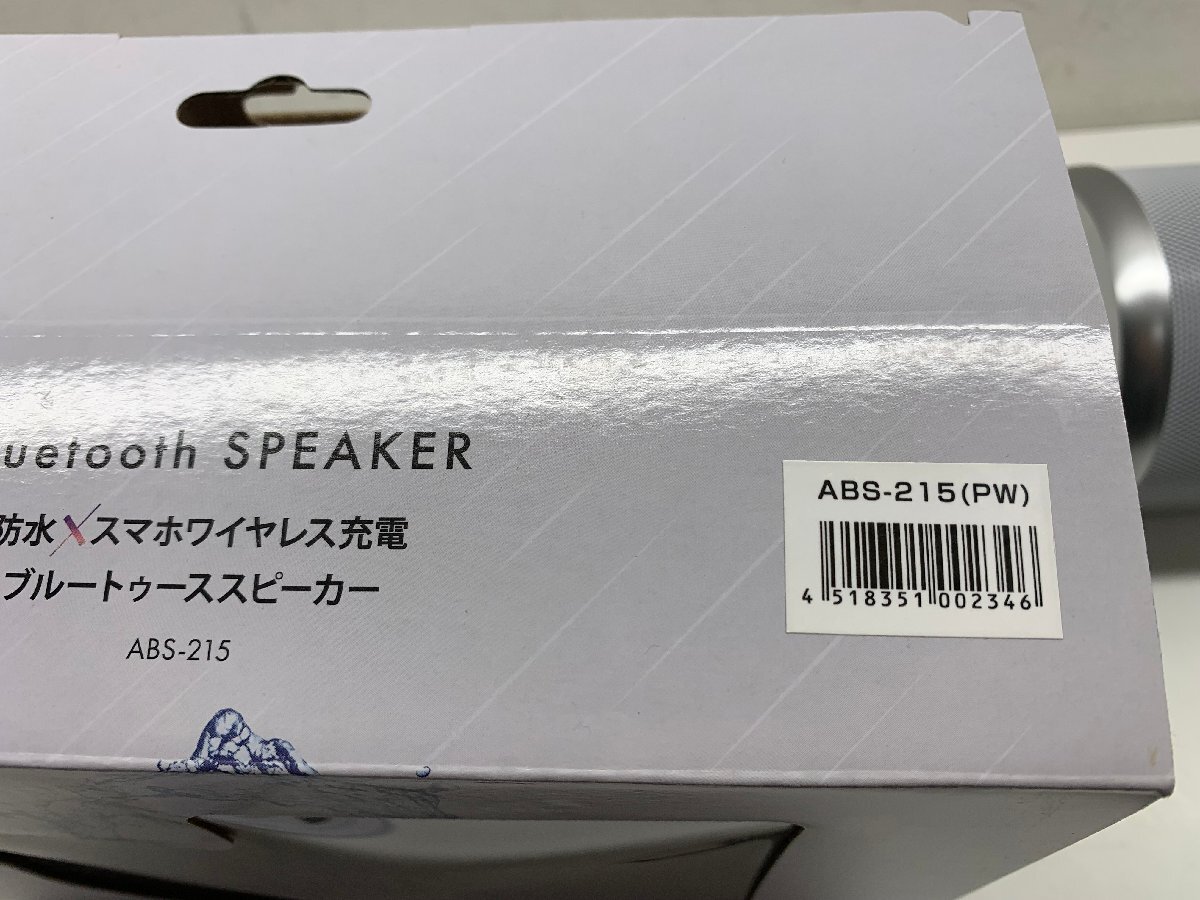 uetooth SPEAKER
防水×スマホワイヤレス充電
ブルートゥーススピーカー
ABS-215
ABS-215(PW)
4 518351 002346